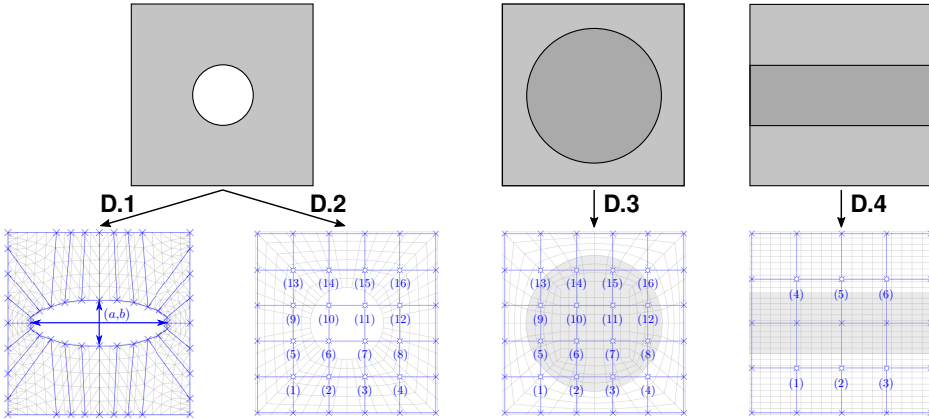 D.1 D.2 D.3 D.4
(a,b)
(13) (14) (15) (16)
(9) (10) (11) (12)
(5) (6) (7) (8)
(1) (2) (3) (4)
(13) (14) (15) (16)
(9) (10) (11) (12)
(5) (6) (7) (8)
(1) (2) (3) (4)
(4) (5) (6)
(1) (2) (3)